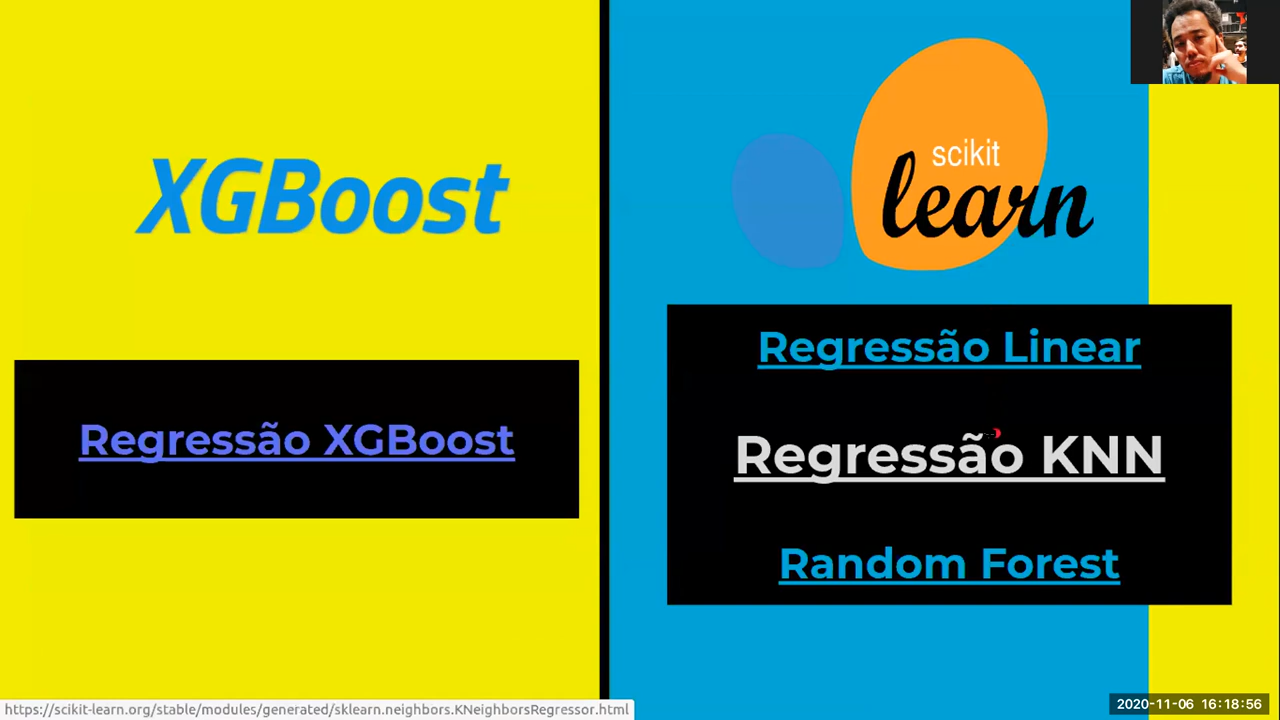 XGBoost
Regressão XGBoost
scikit
learn
Regressão Linear
Regressão KNN
Random Forest
https://scikit-learn.org/stable/modules/generated/sklearn.neighbors.KNeighborsRegressor.html
2020-11-06 16:18:56